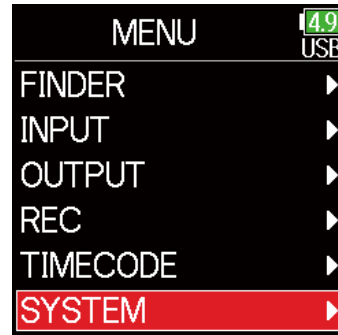 MENU
4.9
USB
FINDER
INPUT
OUTPUT
REC
TIMECODE
SYSTEM